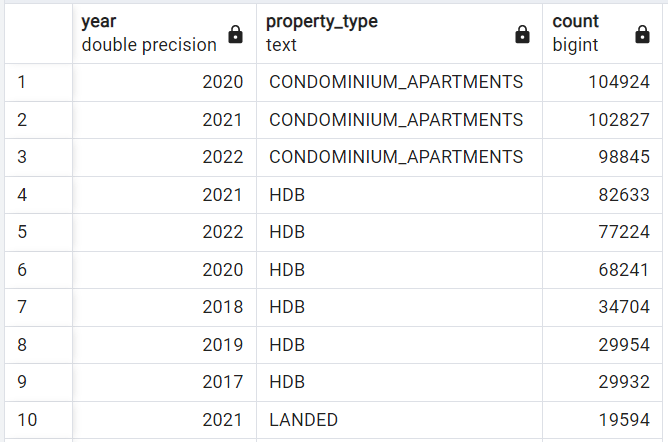 year property_type count
double precision text bigint
1 2020 CONDOMINIUM_APARTMENTS 104924
2 2021 CONDOMINIUM_APARTMENTS 102827
3 2022 CONDOMINIUM_APARTMENTS 98845
4 2021 HDB 82633
5 2022 HDB 77224
6 2020 HDB 68241
7 2018 HDB 34704
8 2019 HDB 29954
9 2017 HDB 29932
10 2021 LANDED 19594